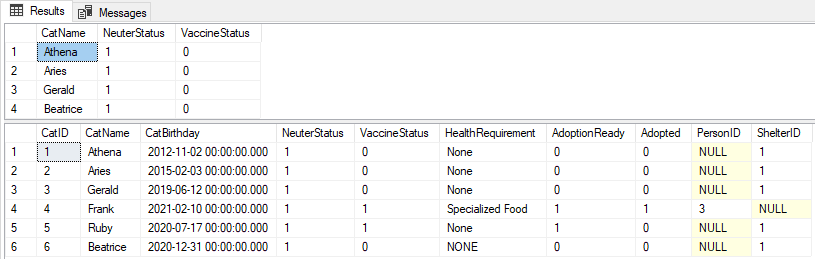 Results Messages
CatName NeuterStatus VaccineStatus
1 Athena 1 0
2 Aries 1 0
3 Gerald 1 0
4 Beatrice 1 0
CatID CatName CatBirthday NeuterStatus VaccineStatus HealthRequirement AdoptionReady Adopted PersonID ShelterID
1 1 Athena 2012-11-02 00:00:00.000 1 0 None 0 0 NULL 1
2 2 Aries 2015-02-03 00:00:00.000 1 0 None 0 0 NULL 1
3 3 Gerald 2019-06-12 00:00:00.000 1 0 None 0 0 NULL 1
4 4 Frank 2021-02-10 00:00:00.000 1 1 Specialized Food 1 1 3 NULL
5 5 Ruby 2020-07-17 00:00:00.000 1 1 None 1 0 NULL 1
6 6 Beatrice 2020-12-31 00:00:00.000 1 0 NONE 0 0 NULL 1